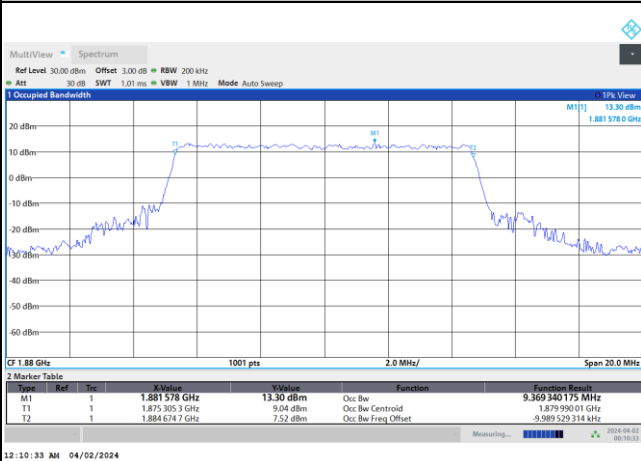 MultiView Spectrum
Ref Level 30.00 dBm Offset 3.00 dB RBW 200 kHz
Att 30 dB SWT 1.01 ms VBW 1 MHz Mode Auto Sweep
1 Occupied Bandwidth 1Pk View
M1[1] 13.30 dBm
1.881 578 0 GHz
20 dBm
M1
T1
T2
10 dBm
0 dBm
-10 dBm
-20 dBm
-30 dBm
-40 dBm
-50 dBm
-60 dBm
CF 1.88 GHz 1001 pts 2.0 MHz/ Span 20.0 MHz
2 Marker Table
Type Ref Trc X-Value Y-Value Function Function Result
M1 1 1.881 578 GHz 13.30 dBm Occ Bw 9.369 340 175 MHz
T1 1 1.875 305 3 GHz 9.04 dBm Occ Bw Centroid 1.879 990 01 GHz
T2 1 1.884 674 7 GHz 7.52 dBm Occ Bw Freq Offset -9.989 529 314 kHz
Measuring... 2024-04-02
00:10:33
12:10:33 AM 04/02/2024